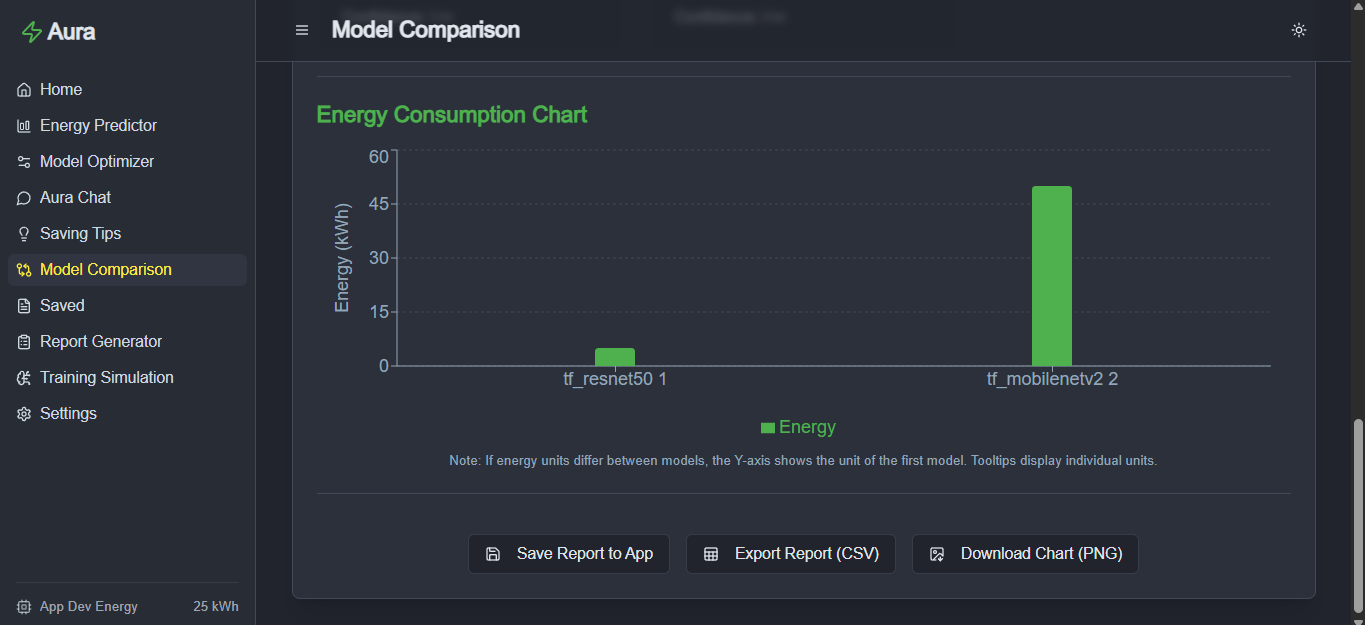 Aura
Model Comparison
Home
Energy Predictor
Model Optimizer
Aura Chat
Saving Tips
Model Comparison
Saved
Report Generator
Training Simulation
Settings
App Dev Energy 25 kWh
Energy Consumption Chart
Energy (kWh)
60
45
30
15
0
tf_resnet50 1
tf_mobilenetv2 2
Energy
Note: If energy units differ between models, the Y-axis shows the unit of the first model. Tooltips display individual units.
Save Report to App
Export Report (CSV)
Download Chart (PNG)